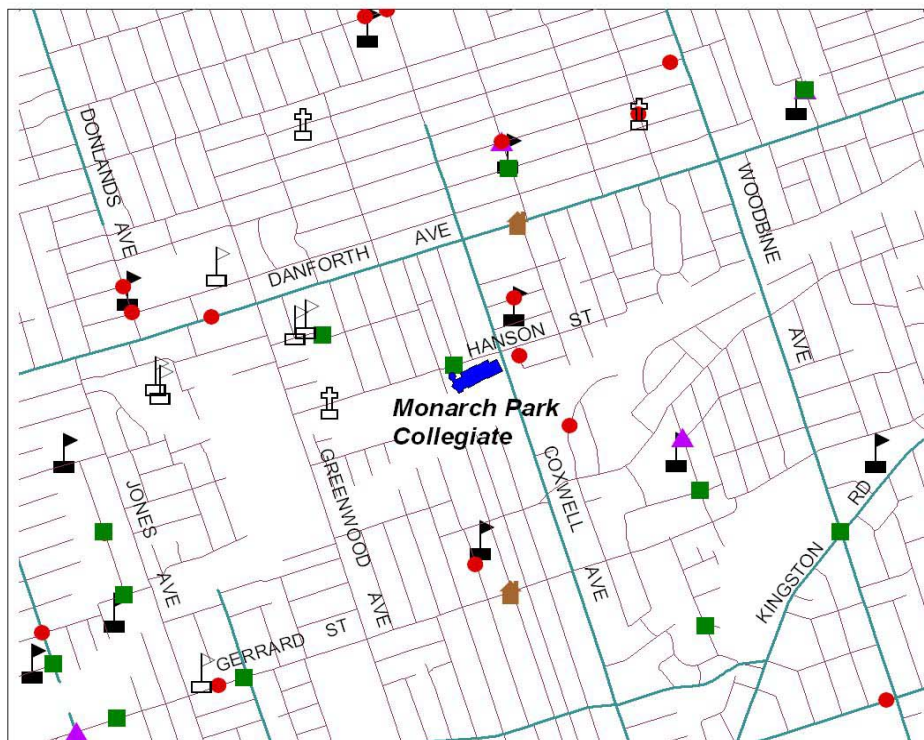 DONLANDS AVE
WOODBINE AVE
DANFORTH AVE
HANSON ST
Monarch Park
Collegiate
JONES AVE
GREENWOOD AVE
COXWELL AVE
KINGSTON RD
GERRARD ST